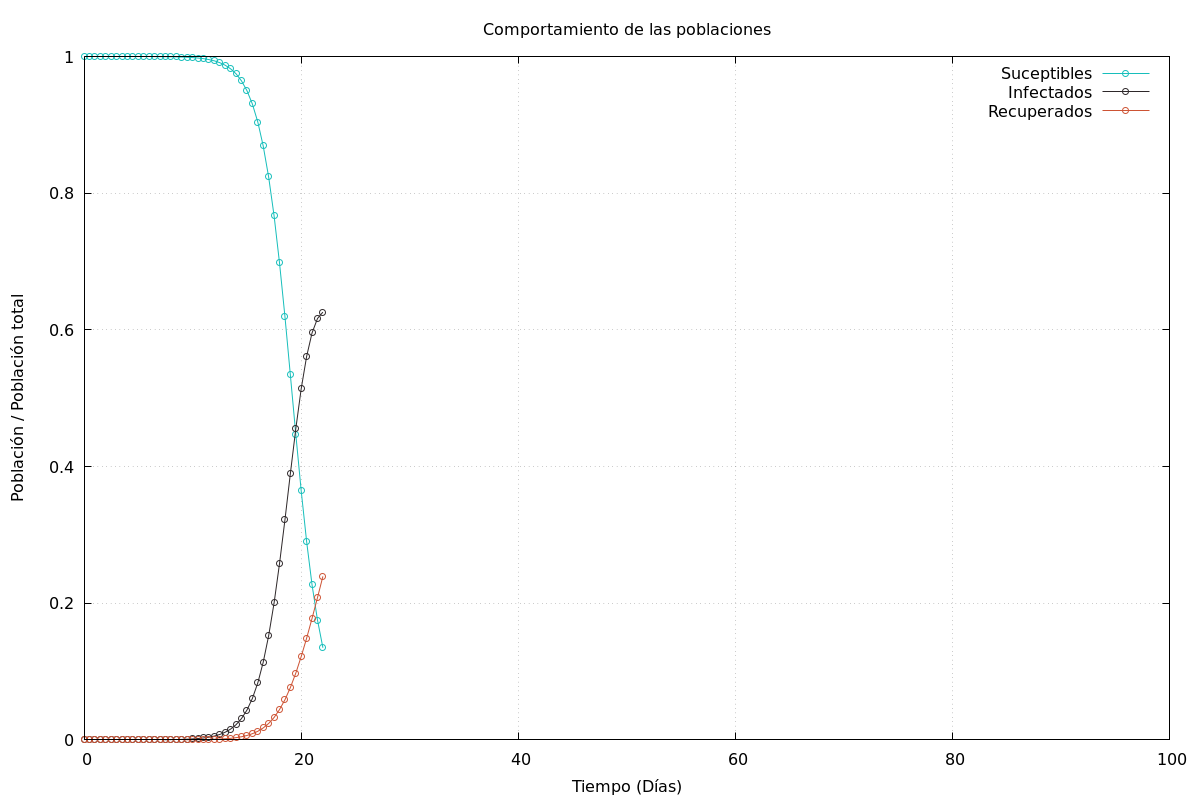 Comportamiento de las poblaciones
1
0.8
0.6
0.4
0.2
0
Suceptibles
Infectados
Recuperados
Población / Población total
0 20 40 60 80 100
Tiempo (Días)